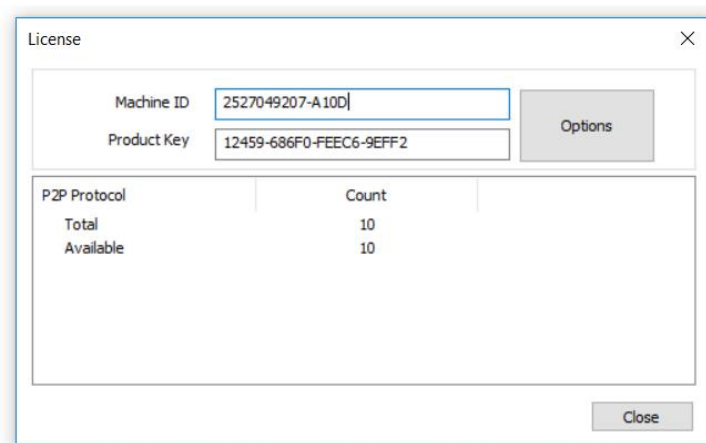 License
Machine ID 2527049207-A10D
Product Key 12459-686F0-FEEC6-9EFF2
Options
P2P Protocol Count
Total 10
Available 10
Close